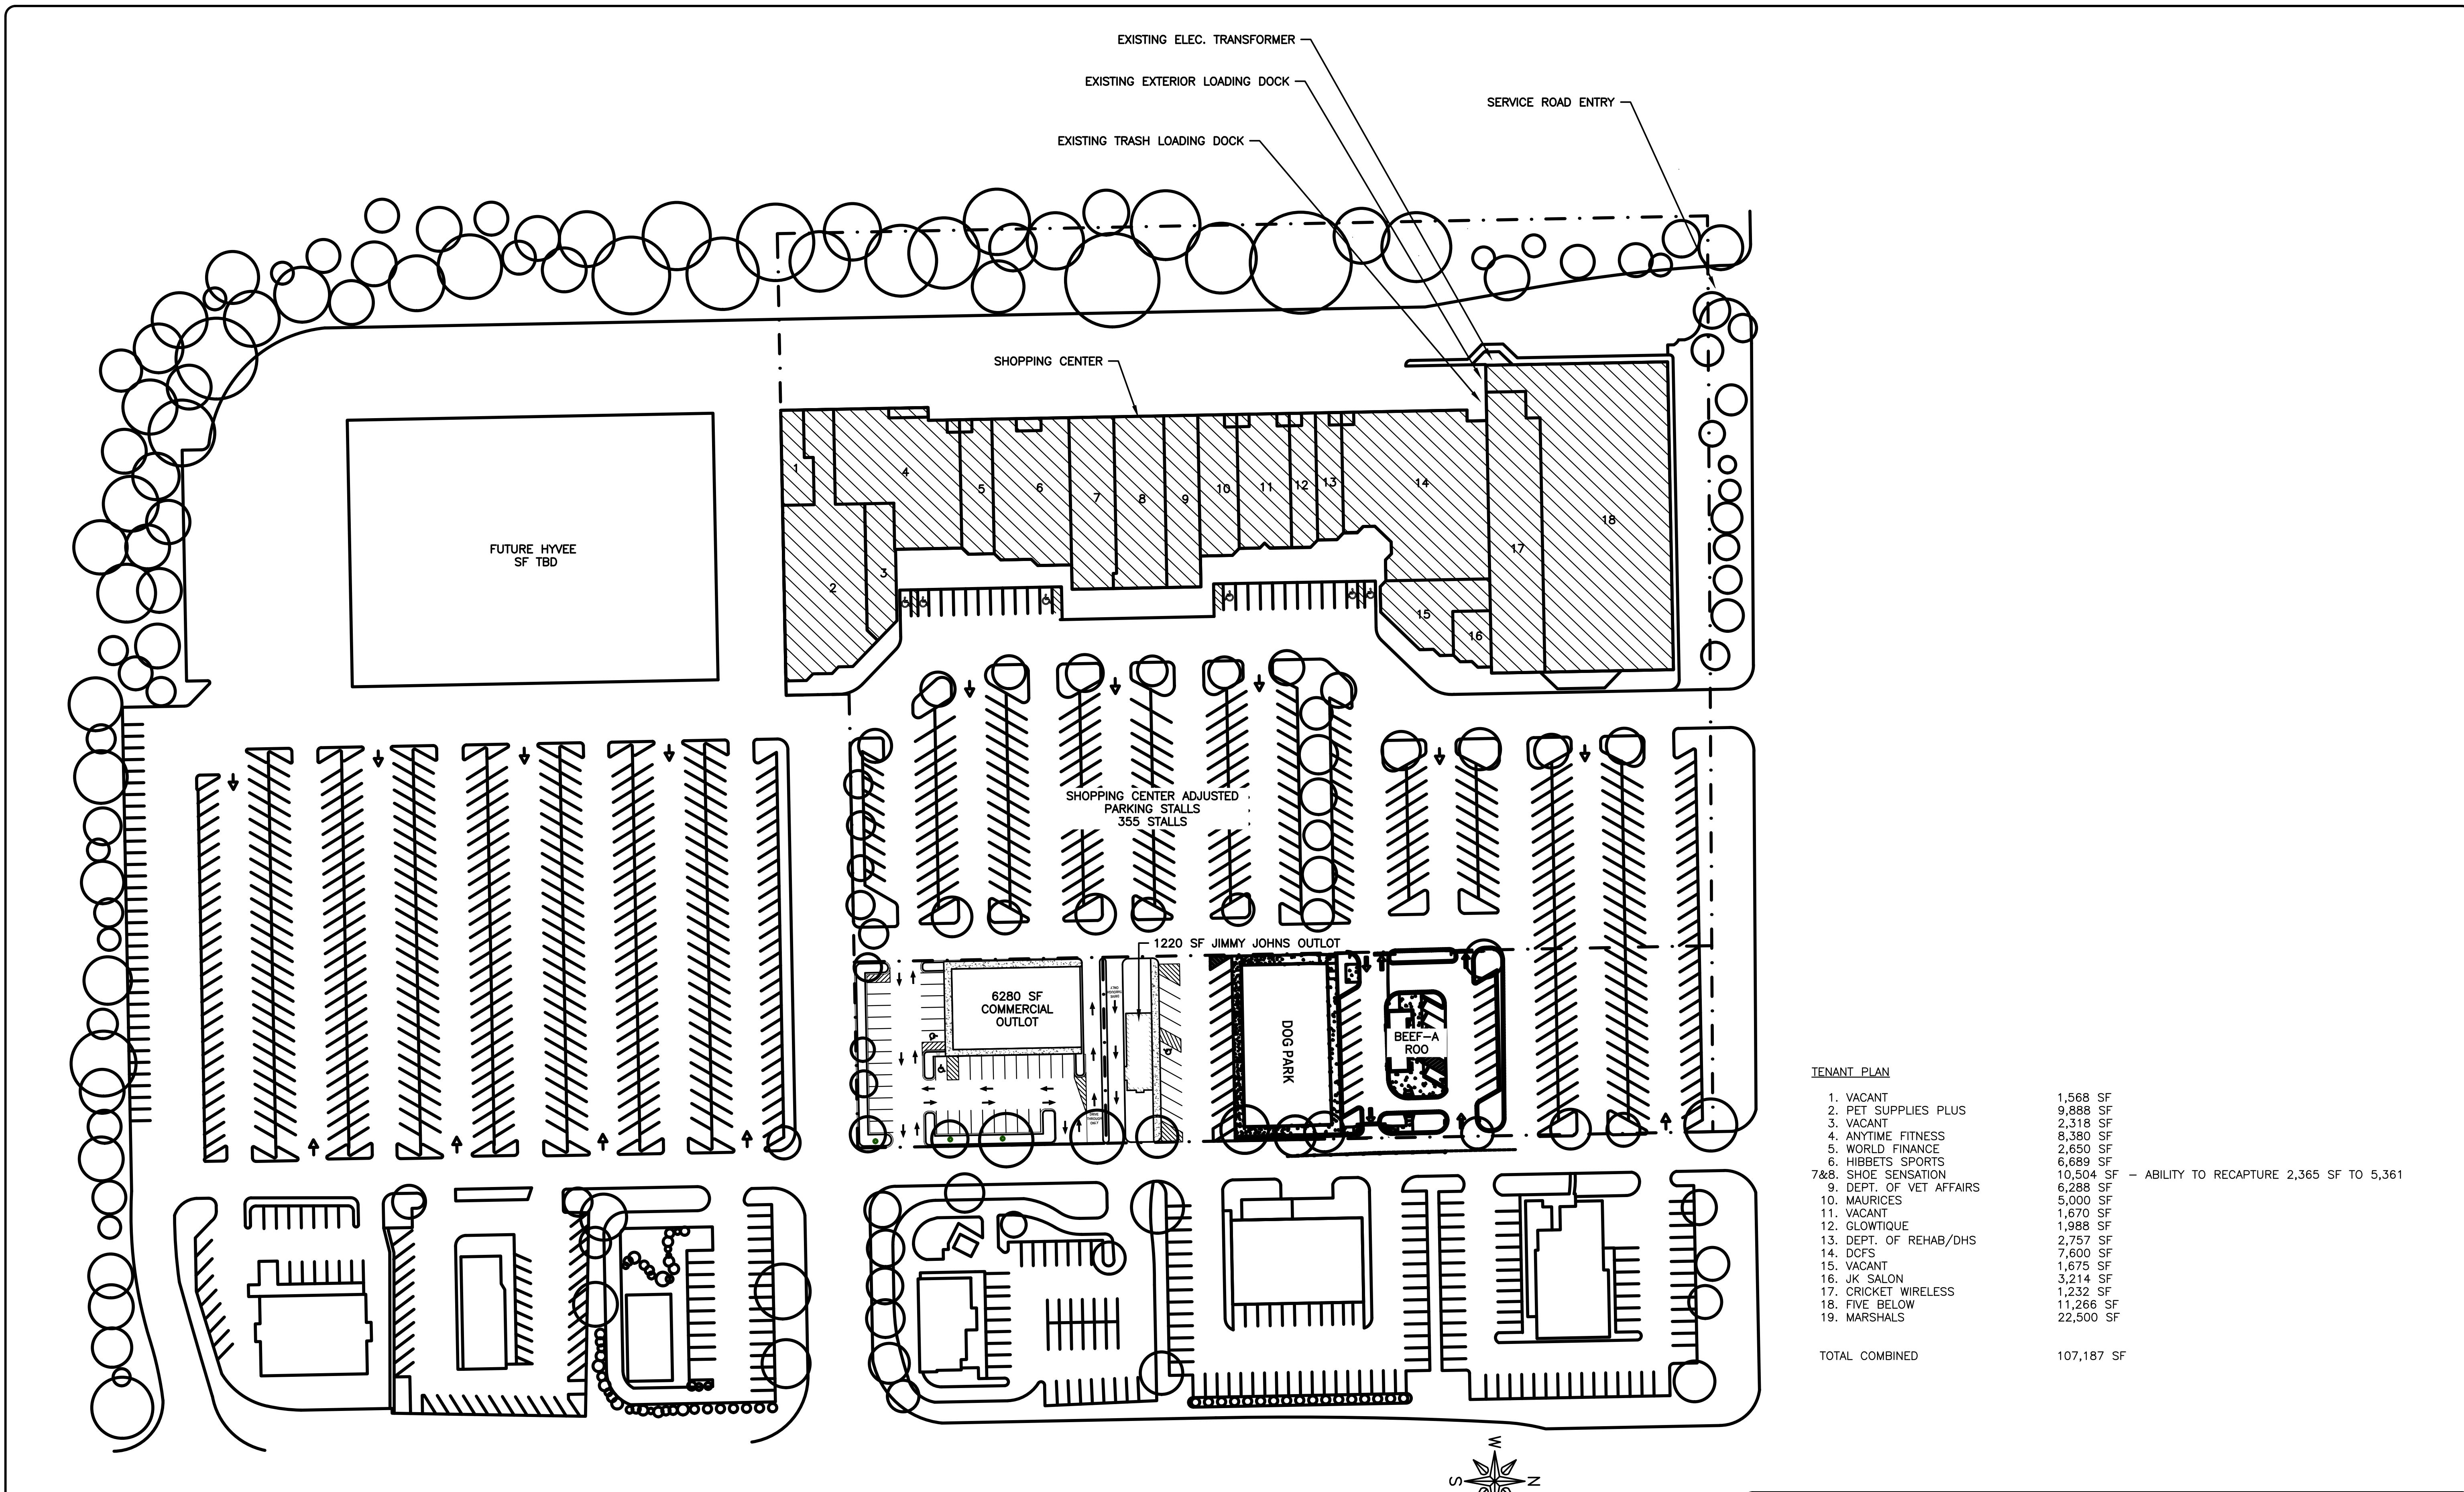 EXISTING ELEC. TRANSFORMER
EXISTING EXTERIOR LOADING DOCK
SERVICE ROAD ENTRY
EXISTING TRASH LOADING DOCK
SHOPPING CENTER
FUTURE HYVEE
SF TBD
1
2
3
4
5
6
7
8
9
10
11
12
13
14
15
16
17
18
SHOPPING CENTER ADJUSTED
PARKING STALLS
355 STALLS
1220 SF JIMMY JOHNS OUTLOT
6280 SF
COMMERCIAL
OUTLOT
DOG PARK
BEEF-A
ROO
TENANT PLAN
1. VACANT 1,568 SF
2. PET SUPPLIES PLUS 9,888 SF
3. VACANT 2,318 SF
4. ANYTIME FITNESS 8,380 SF
5. WORLD FINANCE 2,650 SF
6. HIBBETS SPORTS 6,689 SF
7&8. SHOE SENSATION 10,504 SF - ABILITY TO RECAPTURE 2,365 SF TO 5,361
9. DEPT. OF VET AFFAIRS 6,288 SF
10. MAURICES 5,000 SF
11. VACANT 1,670 SF
12. GLOWTIQUE 1,988 SF
13. DEPT. OF REHAB/DHS 2,757 SF
14. DCFS 7,600 SF
15. VACANT 1,675 SF
16. JK SALON 3,214 SF
17. CRICKET WIRELESS 1,232 SF
18. FIVE BELOW 11,266 SF
19. MARSHALS 22,500 SF
TOTAL COMBINED 107,187 SF
W
S
N